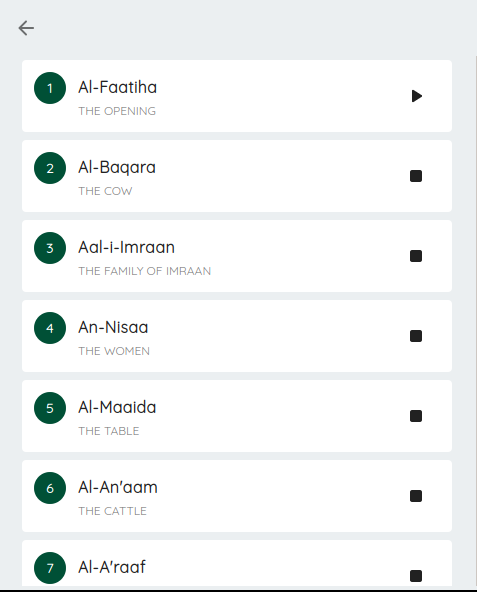 1
Al-Faatiha
THE OPENING
2
Al-Baqara
THE COW
3
Aal-i-Imraan
THE FAMILY OF IMRAAN
4
An-Nisaa
THE WOMEN
5
Al-Maaida
THE TABLE
6
Al-An'aam
THE CATTLE
7
Al-A'raaf